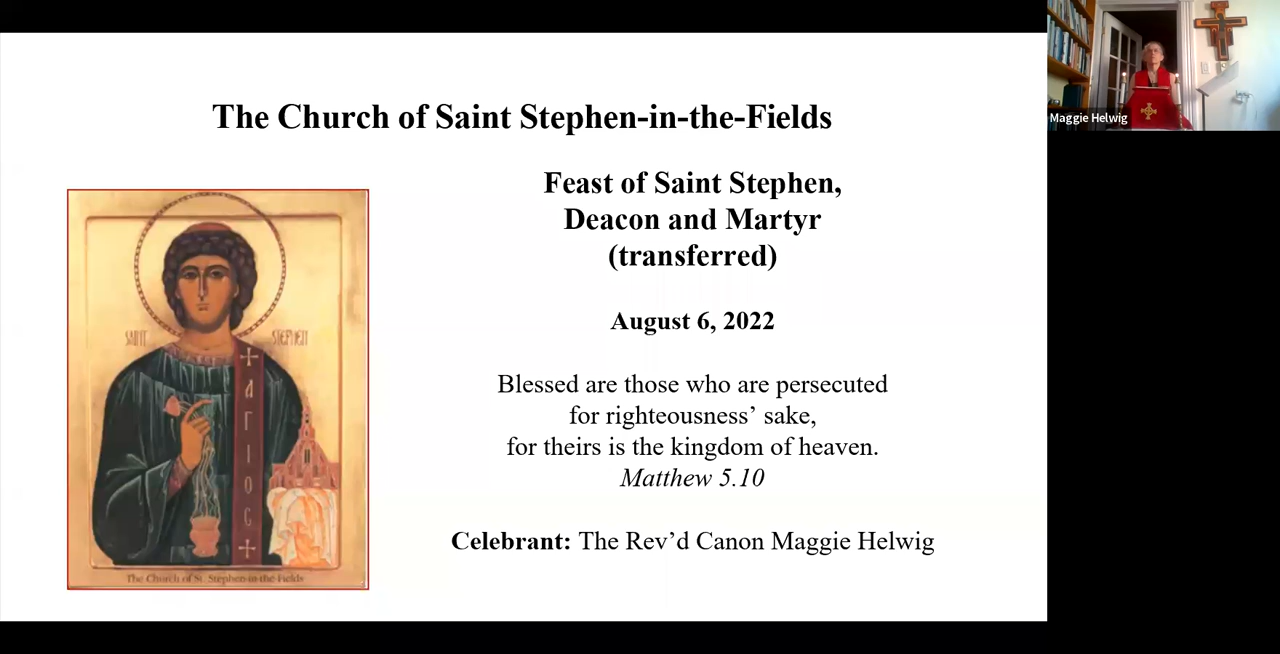 The Church of Saint Stephen-in-the-Fields
Feast of Saint Stephen,
Deacon and Martyr
(transferred)
August 6, 2022
Blessed are those who are persecuted
for righteousness’ sake,
for theirs is the kingdom of heaven.
Matthew 5.10
Celebrant: The Rev’d Canon Maggie Helwig
SAINT STEPHEN
ΑΓΙΟC
The Church of St. Stephen-in-the-Fields
Maggie Helwig